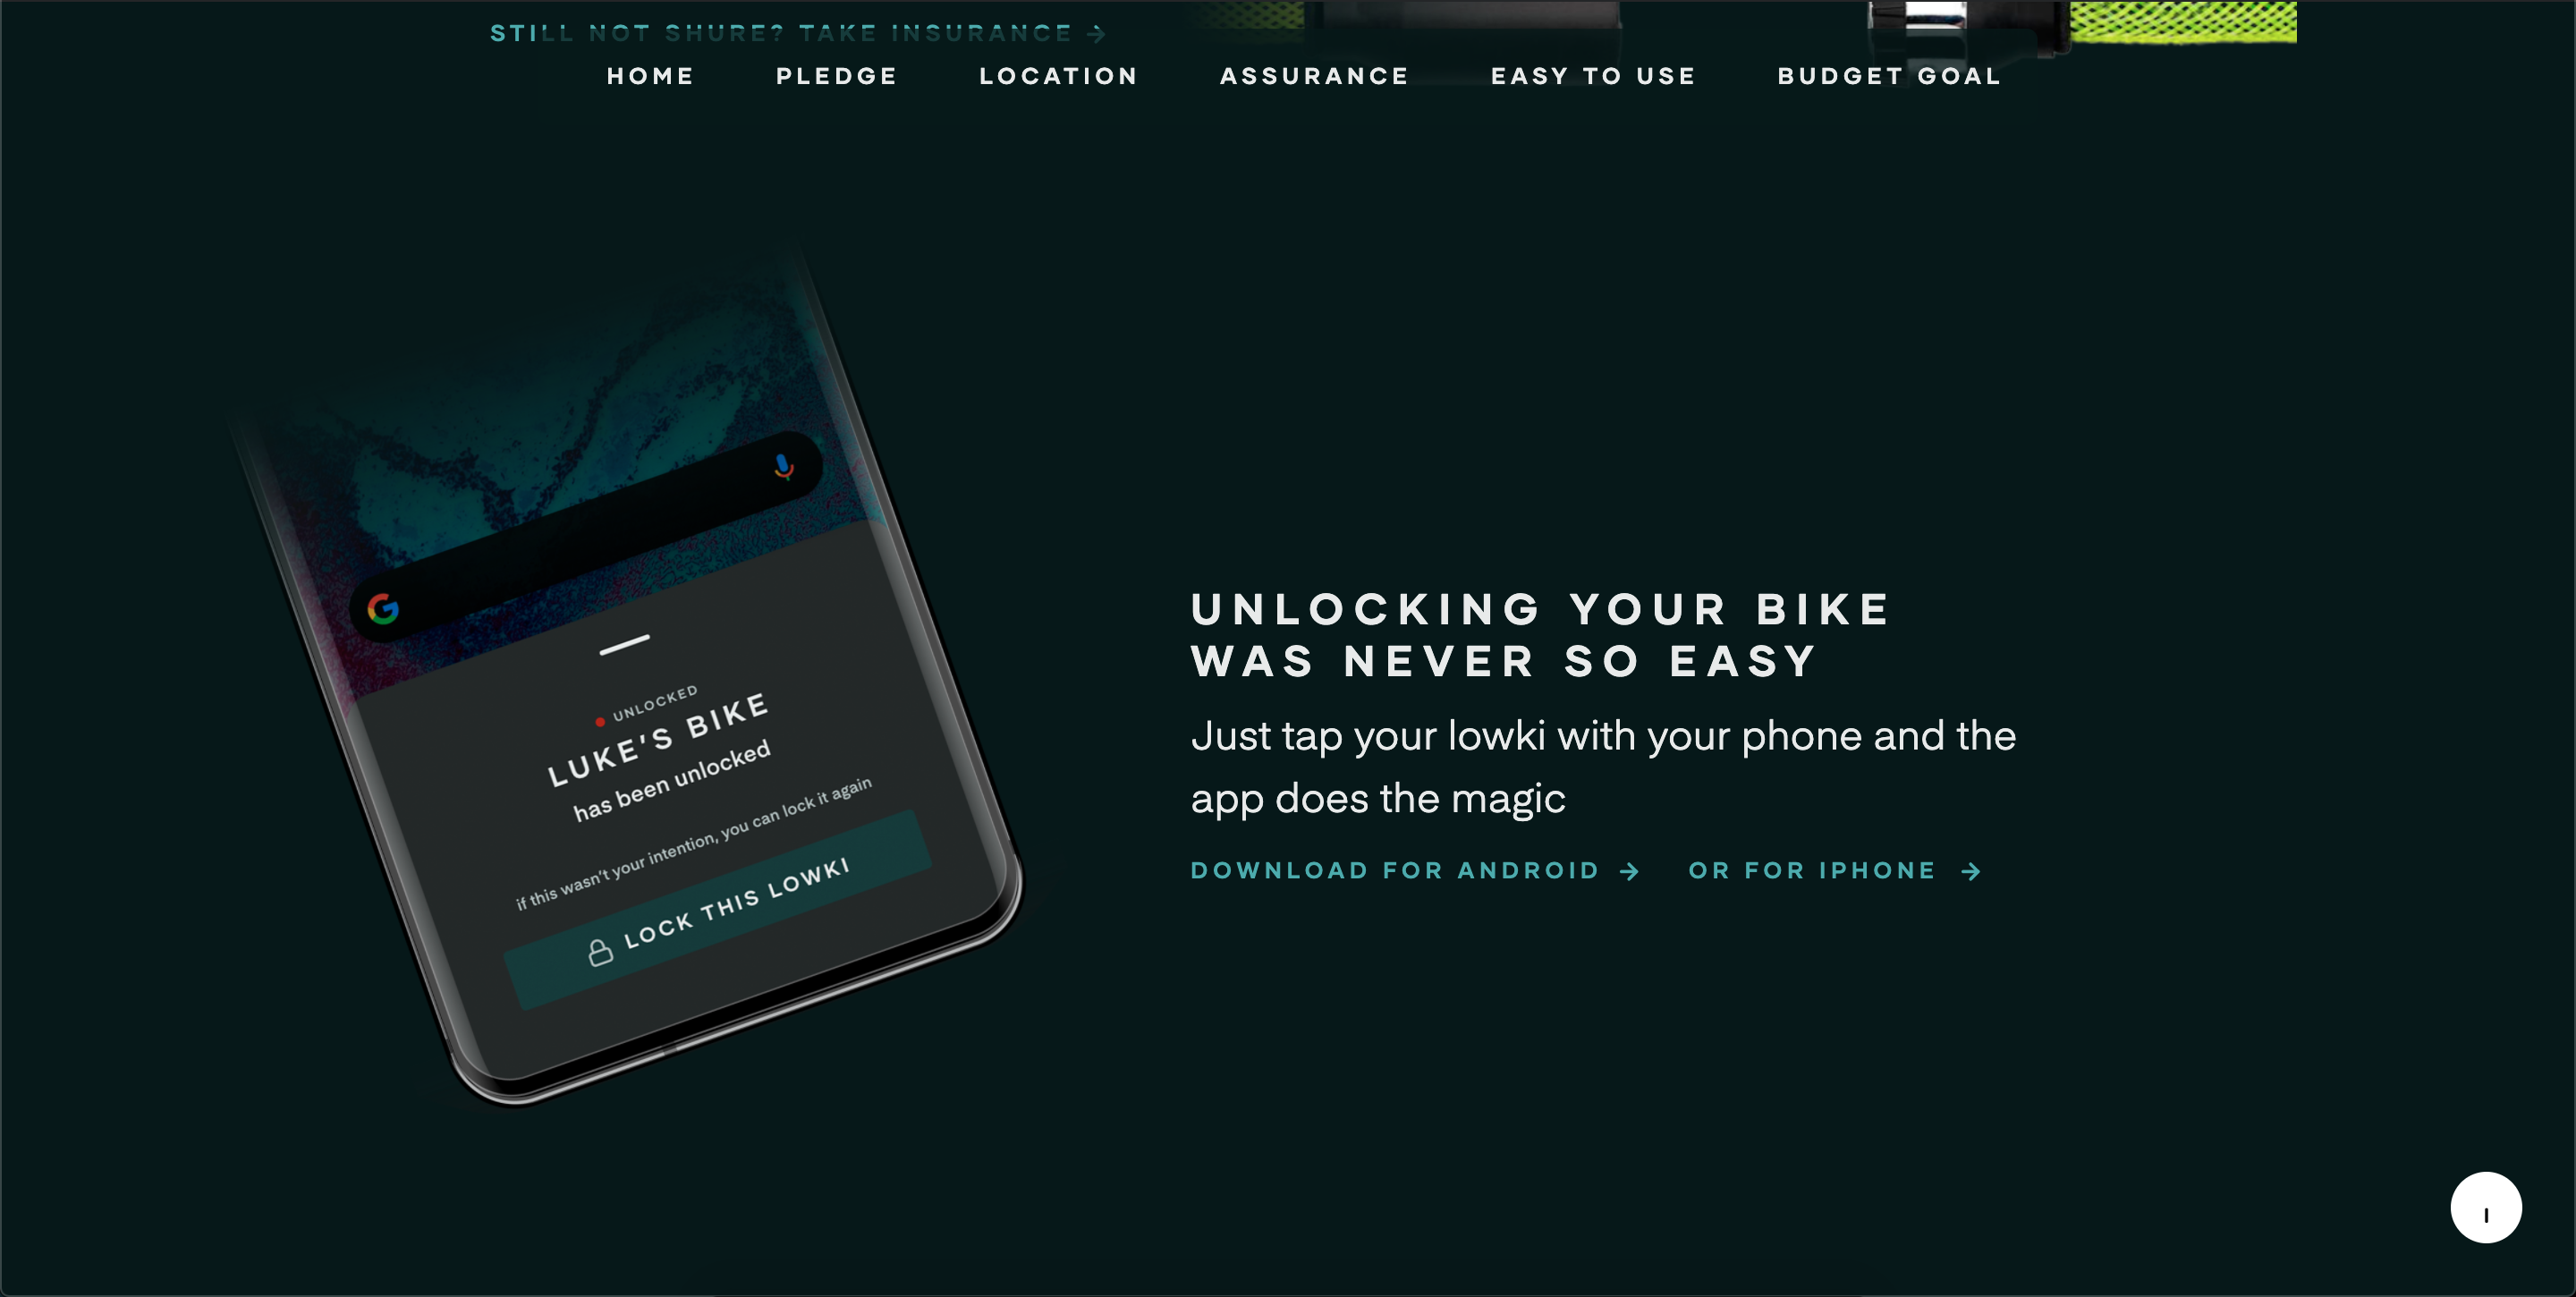 STILL NOT SHURE? TAKE INSURANCE →
HOME PLEDGE LOCATION ASSURANCE EASY TO USE BUDGET GOAL
UNLOCKED
LUKE'S BIKE
has been unlocked
if this wasn't your intention, you can lock it again
LOCK THIS LOWKI
UNLOCKING YOUR BIKE
WAS NEVER SO EASY
Just tap your lowki with your phone and the
app does the magic
DOWNLOAD FOR ANDROID → OR FOR IPHONE →